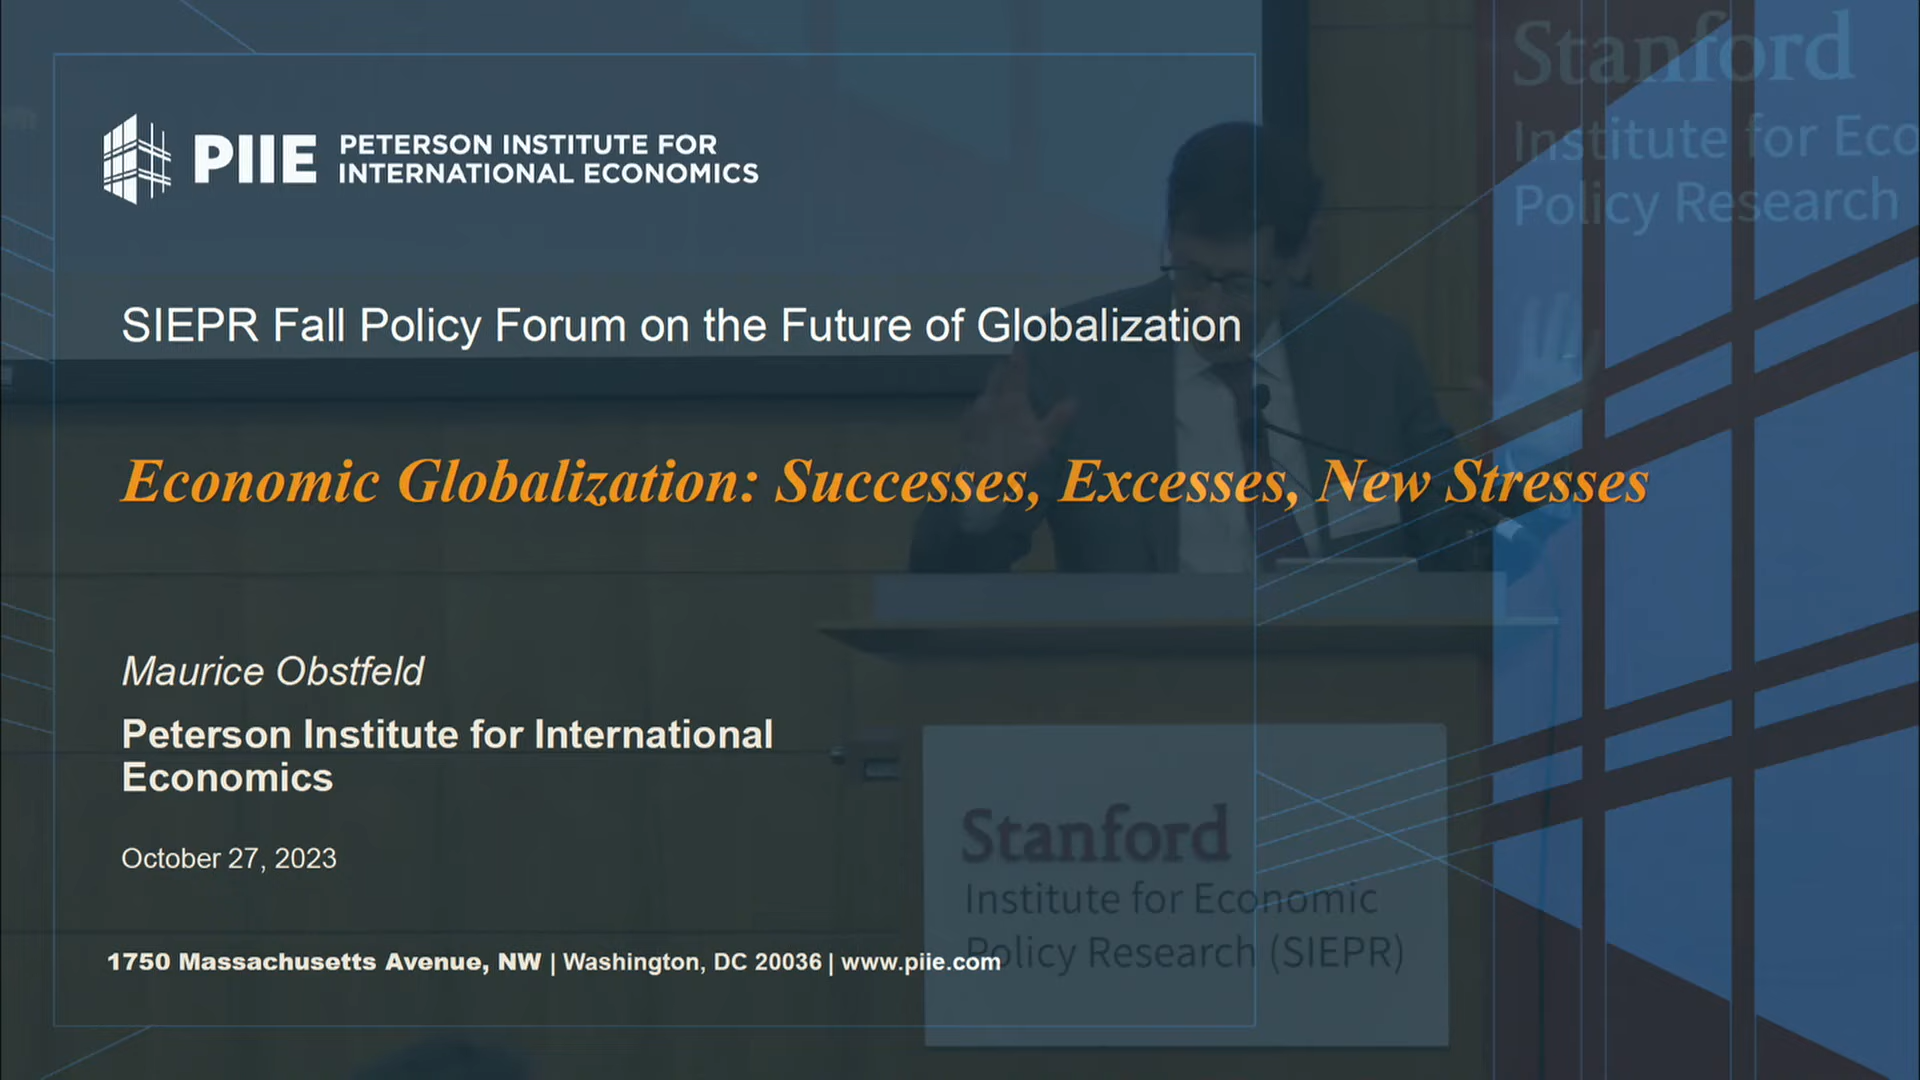 PIIE
PETERSON INSTITUTE FOR
INTERNATIONAL ECONOMICS
Stanford
Institute for Eco
Policy Research
SIEPR Fall Policy Forum on the Future of Globalization
Economic Globalization: Successes, Excesses, New Stresses
Maurice Obstfeld
Peterson Institute for International
Economics
October 27, 2023
1750 Massachusetts Avenue, NW | Washington, DC 20036 | www.piie.com
Stanford
Institute for Economic
Policy Research (SIEPR)